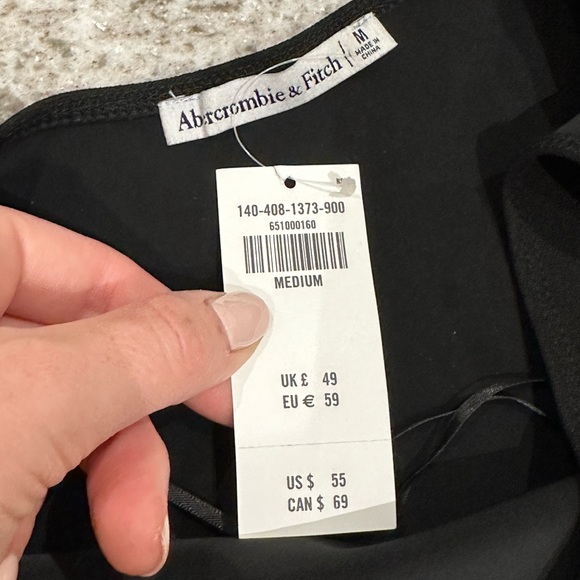 Abercrombie & Fitch
M
MADE IN
CHINA
140-408-1373-900
651000160
MEDIUM
UK £ 49
EU € 59
US $ 55
CAN $ 69